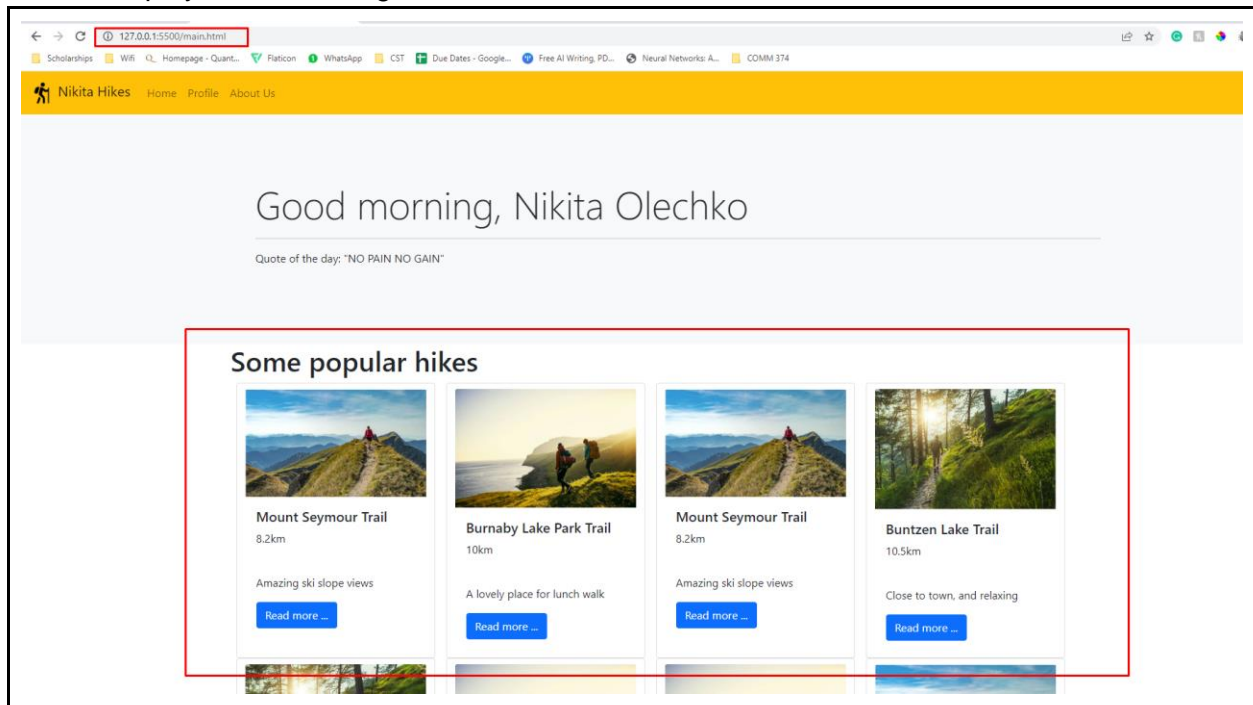 127.0.0.1:5500/main.html
Scholarships Wifi Homepage - Quant... Flaticon WhatsApp CST Due Dates - Google... Free AI Writing, PD... Neural Networks: A... COMM 374
Nikita Hikes Home Profile About Us
Good morning, Nikita Olechko
Quote of the day: "NO PAIN NO GAIN"
Some popular hikes
Mount Seymour Trail
8.2km
Amazing ski slope views
Read more ...
Burnaby Lake Park Trail
10km
A lovely place for lunch walk
Read more ...
Mount Seymour Trail
8.2km
Amazing ski slope views
Read more ...
Buntzen Lake Trail
10.5km
Close to town, and relaxing
Read more ...